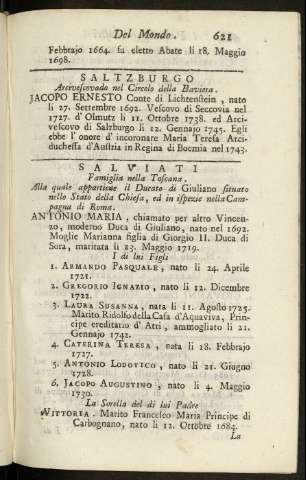 Del Mondo. 621
Febbrajo 1664. fu eletto Abate li 18. Maggio
1698.
SALTZBURGO
Arcivescovado nel Circolo della Baviera.
JACOPO ERNESTO Conte di Lichtenstein, nato
li 27. Settembre 1692. Vescovo di Seccovia nel
1727. d'Olmutz li 11. Ottobre 1738. ed Arci-
vescovo di Salzburgo li 12. Gennajo 1745. Egli
ebbe l'onore d'incoronare Maria Teresa Arci-
duchessa d'Austria in Regina di Boemia nel 1743.
SALVIATI
Famiglia nella Toscana.
Alla quale appartiene il Ducato di Giuliano situato
nello Stato della Chiesa, ed in ispezie nella Cam-
pagna di Roma.
ANTONIO MARIA, chiamato per altro Vincen-
zo, moderno Duca di Giuliano, nato nel 1692.
Moglie Marianna figlia di Giorgio II. Duca di
Sora, maritata li 23. Maggio 1719.
I di lui Figli
1. ARMANDO PASQUALE, nato li 24. Aprile
1721.
2. GREGORIO IGNAZIO, nato li 12. Dicembre
1722.
3. LAURA SUSANNA, nata li 11. Agosto 1725.
Marito Ridolfo della Casa d'Aquaviva, Prin-
cipe ereditario d'Atri, ammogliato li 21.
Gennajo 1742.
4. CATERINA TERESA, nata li 28. Febbrajo
1727.
5. ANTONIO LODOVICO, nato li 21. Giugno
1728.
6. JACOPO AUGUSTINO, nato li 4. Maggio
1730.
La Sorella del di lui Padre
VITTORIA. Marito Francesco Maria Principe di
Carbognano, nato li 12. Ottobre 1684.
La